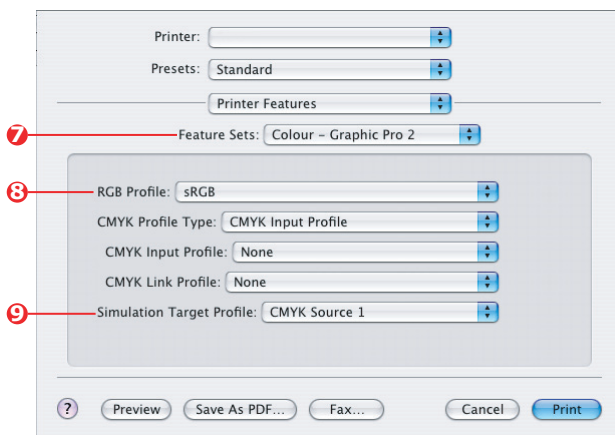 Printer:
Presets: Standard
Printer Features
7 Feature Sets: Colour – Graphic Pro 2
8 RGB Profile: sRGB
CMYK Profile Type: CMYK Input Profile
CMYK Input Profile: None
CMYK Link Profile: None
9 Simulation Target Profile: CMYK Source 1
? Preview Save As PDF... Fax... Cancel Print